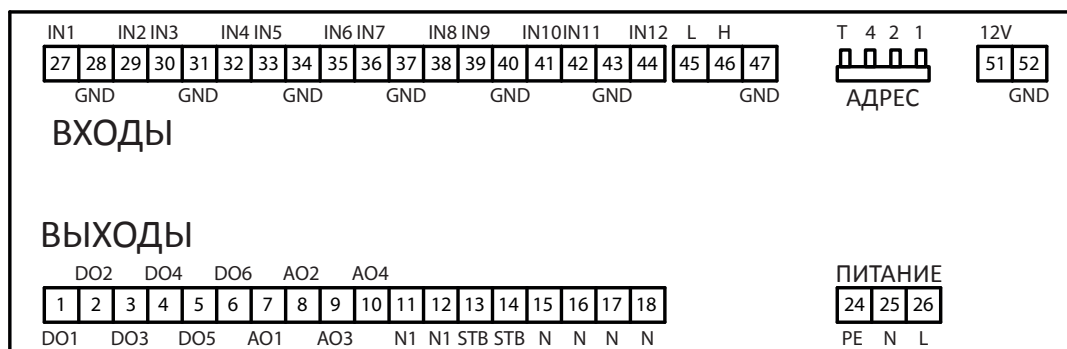 IN1 IN2 IN3 IN4 IN5 IN6 IN7 IN8 IN9 IN10 IN11 IN12 L H T 4 2 1 12V
27 28 29 30 31 32 33 34 35 36 37 38 39 40 41 42 43 44 45 46 47 51 52
GND GND GND GND GND GND GND АДРЕС GND
ВХОДЫ
ВЫХОДЫ
DO2 DO4 DO6 AO2 AO4 ПИТАНИЕ
1 2 3 4 5 6 7 8 9 10 11 12 13 14 15 16 17 18 24 25 26
DO1 DO3 DO5 AO1 AO3 N1 N1 STB STB N N N N PE N L